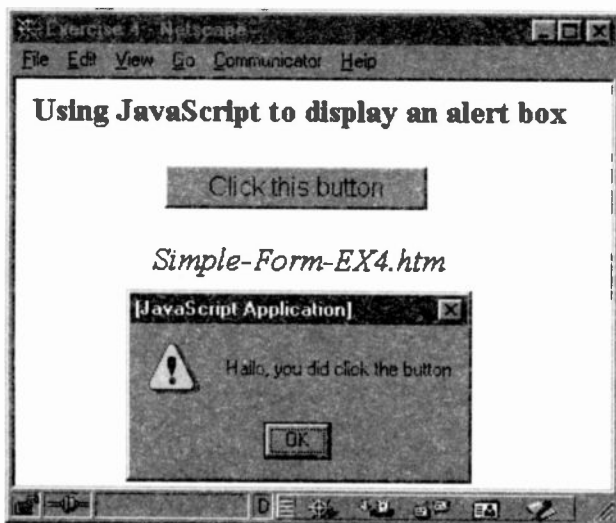 Exercise 4 - Netscape
File Edit View Go Communicator Help
Using JavaScript to display an alert box
Click this button
Simple-Form-EX4.htm
[JavaScript Application]
Hallo, you did click the button
OK